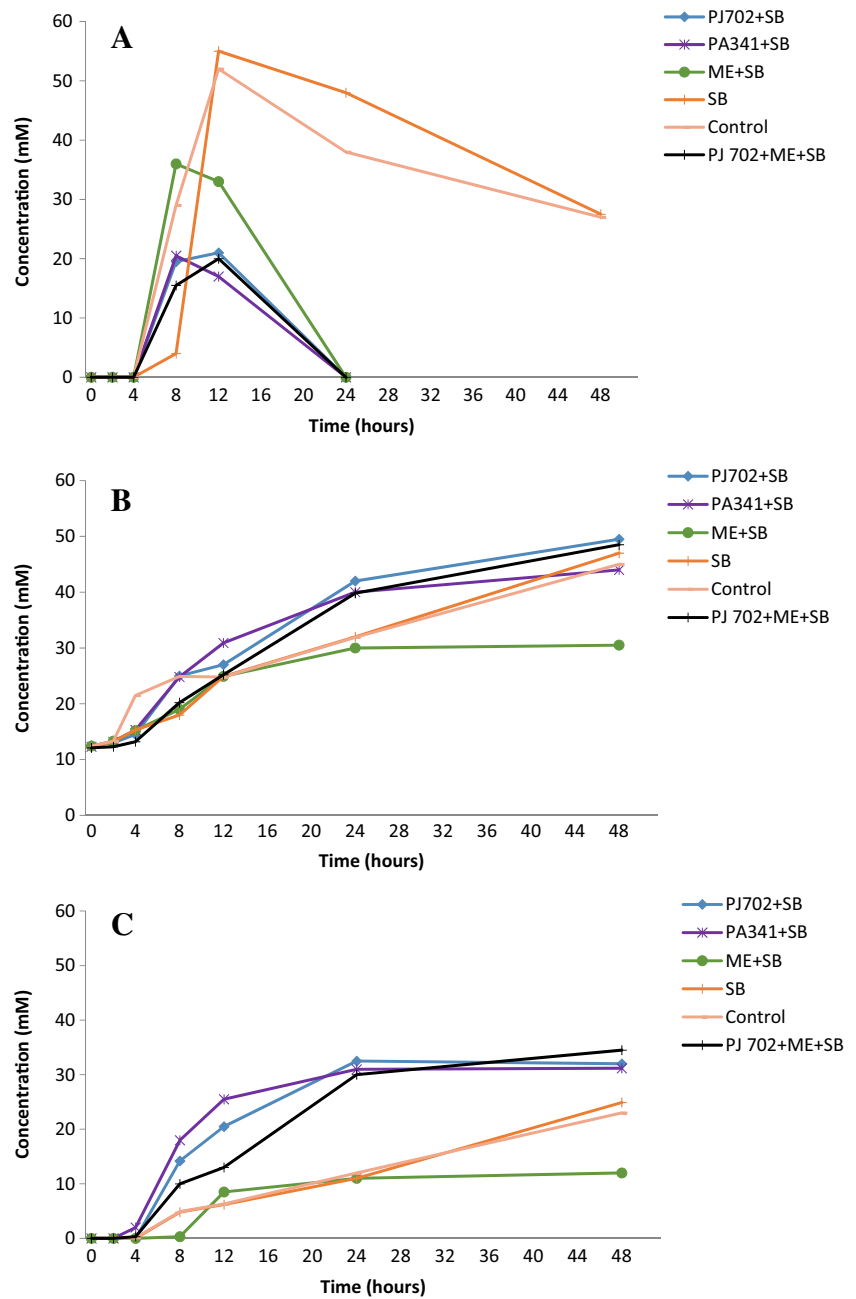 A
60
50
40
30
20
10
0
Concentration (mM)
0 4 8 12 16 20 24 28 32 36 40 44 48
Time (hours)
PJ702+SB
PA341+SB
ME+SB
SB
Control
PJ 702+ME+SB
B
60
50
40
30
20
10
0
Concentration (mM)
0 4 8 12 16 20 24 28 32 36 40 44 48
Time (hours)
PJ702+SB
PA341+SB
ME+SB
SB
Control
PJ 702+ME+SB
C
60
50
40
30
20
10
0
Concentration (mM)
0 4 8 12 16 20 24 28 32 36 40 44 48
Time (hours)
PJ702+SB
PA341+SB
ME+SB
SB
Control
PJ 702+ME+SB